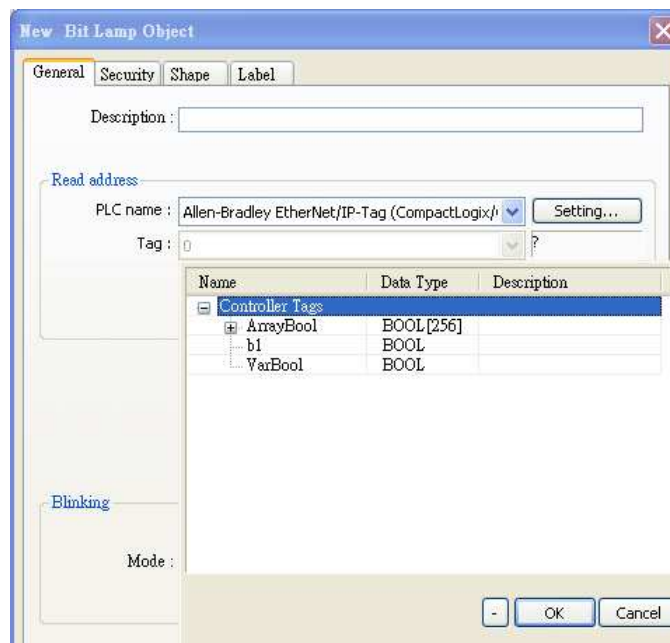 New Bit Lamp Object
General Security Shape Label
Description :
Read address
PLC name : Allen-Bradley EtherNet/IP-Tag (CompactLogix/ Setting...
Tag : 0 ?
Name Data Type Description
Controller Tags
ArrayBool BOOL[256]
b1 BOOL
VarBool BOOL
Blinking
Mode :
- OK Cancel